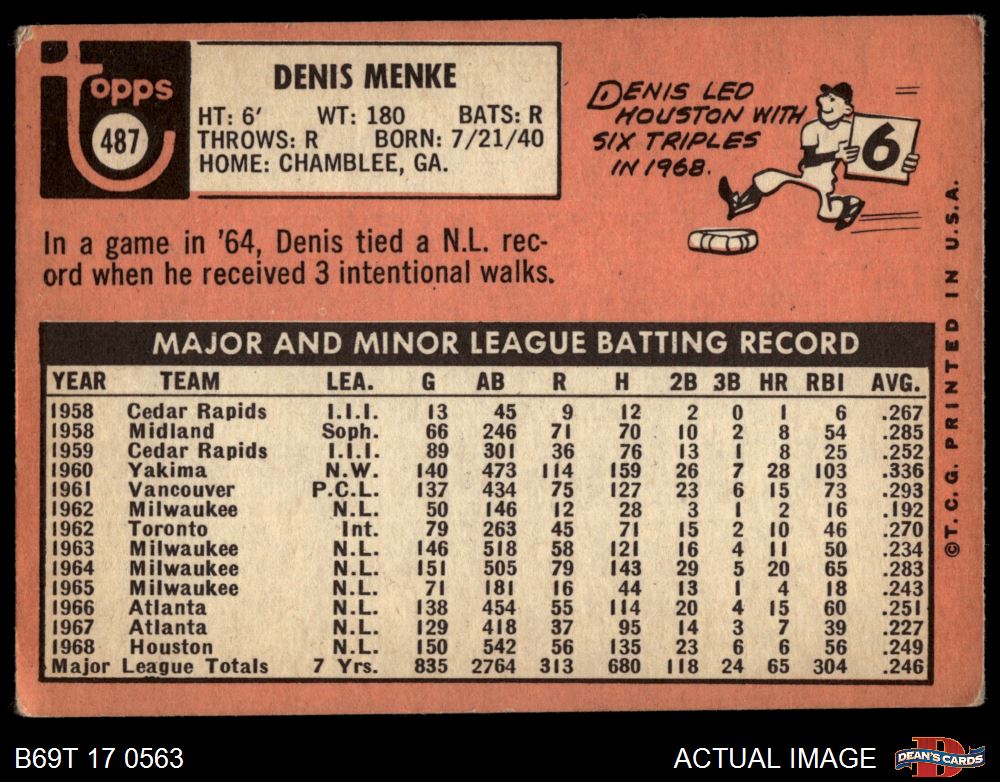 Topps
487
DENIS MENKE
HT: 6' WT: 180 BATS: R
THROWS: R BORN: 7/21/40
HOME: CHAMBLEE, GA.
DENIS LED
HOUSTON WITH
SIX TRIPLES
IN 1968.
6
In a game in '64, Denis tied a N.L. rec-
ord when he received 3 intentional walks.
MAJOR AND MINOR LEAGUE BATTING RECORD
YEAR TEAM LEA. G AB R H 2B 3B HR RBI AVG.
1958 Cedar Rapids I.I.I. 13 45 9 12 2 0 1 6 .267
1958 Midland Soph. 66 246 71 70 10 2 8 54 .285
1959 Cedar Rapids I.I.I. 89 301 36 76 13 1 8 25 .252
1960 Yakima N.W. 140 473 114 159 26 7 28 103 .336
1961 Vancouver P.C.L. 137 434 75 127 23 6 15 73 .293
1962 Milwaukee N.L. 50 146 12 28 3 1 2 16 .192
1962 Toronto Int. 79 263 45 71 15 2 10 46 .270
1963 Milwaukee N.L. 146 518 58 121 16 4 11 50 .234
1964 Milwaukee N.L. 151 505 79 143 29 5 20 65 .283
1965 Milwaukee N.L. 71 181 16 44 13 1 4 18 .243
1966 Atlanta N.L. 138 454 55 114 20 4 15 60 .251
1967 Atlanta N.L. 129 418 37 95 14 3 7 39 .227
1968 Houston N.L. 150 542 56 135 23 6 6 56 .249
Major League Totals 7 Yrs. 835 2764 313 680 118 24 65 304 .246
©T.C.G. PRINTED IN U.S.A.
B69T 17 0563
ACTUAL IMAGE
D
DEAN'S CARDS